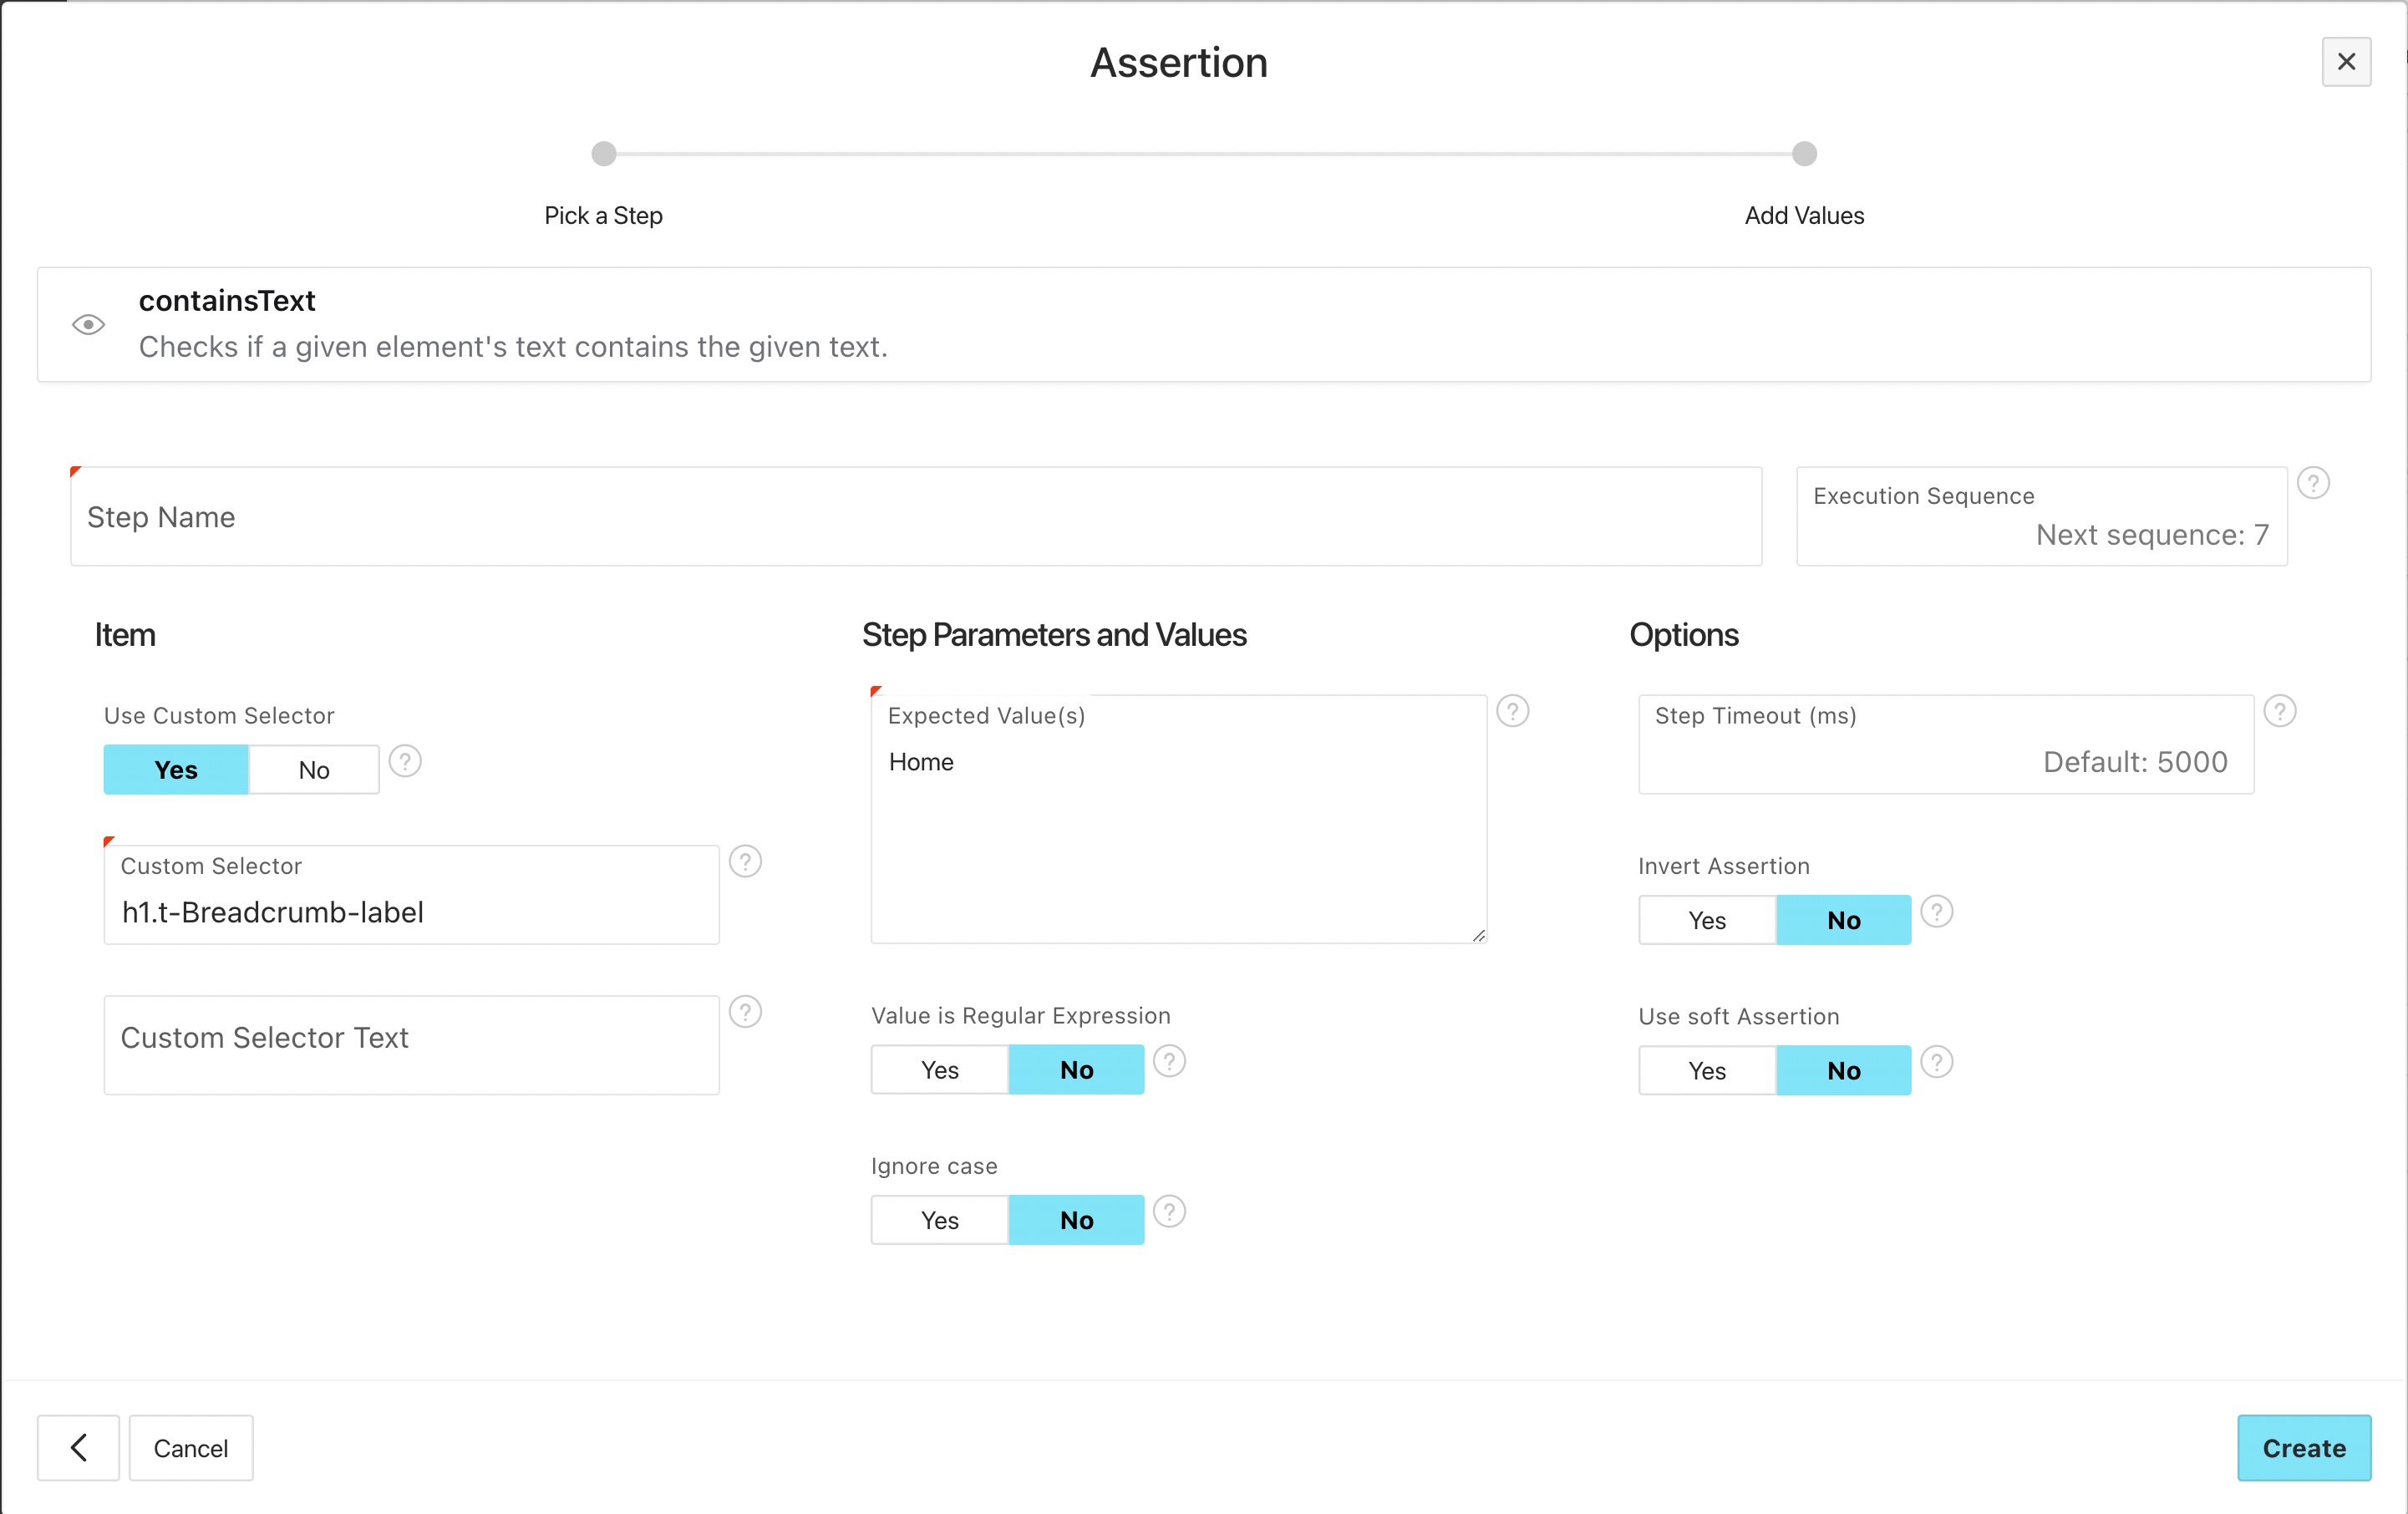 Assertion
Pick a Step
Add Values
containsText
Checks if a given element's text contains the given text.
Step Name
Execution Sequence
Next sequence: 7
?
Item
Use Custom Selector
Yes
No
?
Custom Selector
h1.t-Breadcrumb-label
?
Custom Selector Text
?
Step Parameters and Values
Expected Value(s)
Home
?
Value is Regular Expression
Yes
No
?
Ignore case
Yes
No
?
Options
Step Timeout (ms)
Default: 5000
?
Invert Assertion
Yes
No
?
Use soft Assertion
Yes
No
?
Cancel
Create